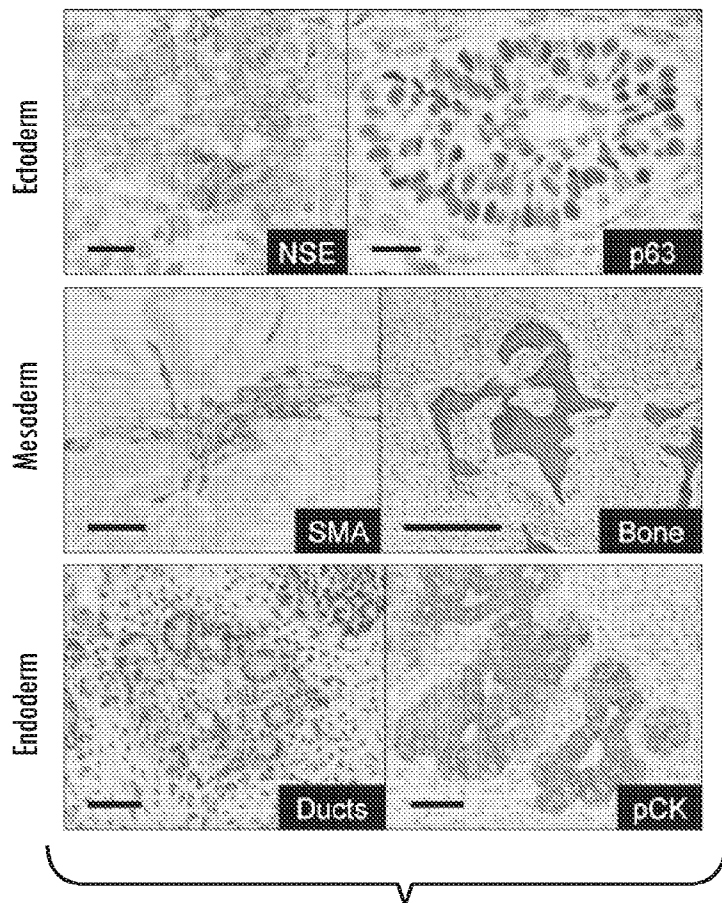 Ectoderm
NSE
p63
Mesoderm
SMA
Bone
Endoderm
Ducts
pCK